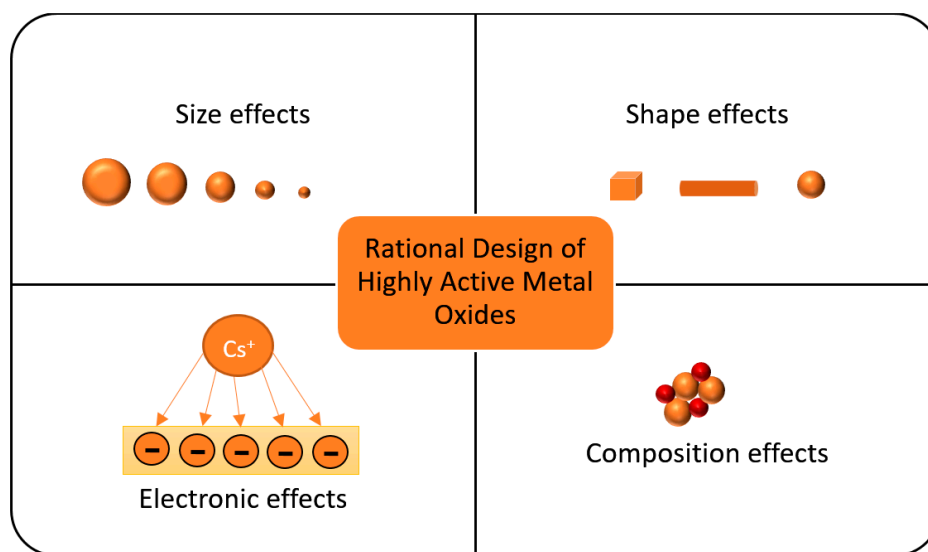 Size effects
Shape effects
Rational Design of
Highly Active Metal
Oxides
Cs⁺
Electronic effects
Composition effects